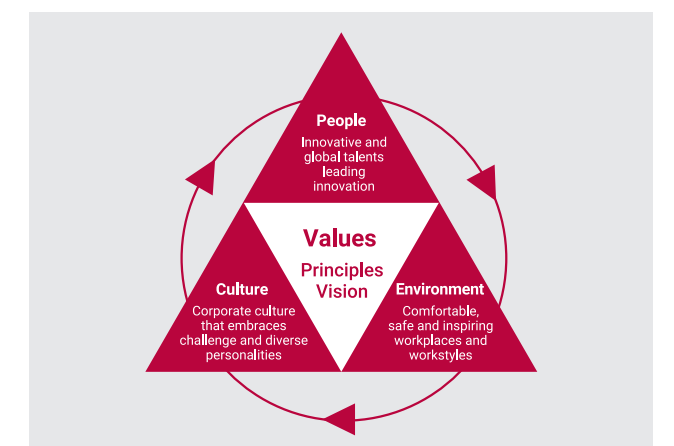 People
Innovative and
global talents
leading
innovation
Values
Principles
Vision
Culture
Corporate culture
that embraces
challenge and diverse
personalities
Environment
Comfortable,
safe and inspiring
workplaces and
workstyles